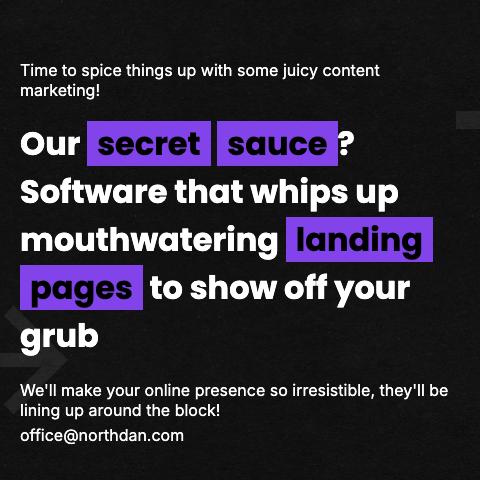 Time to spice things up with some juicy content
marketing!
Our secret sauce?
Software that whips up
mouthwatering landing
pages to show off your
grub
We'll make your online presence so irresistible, they'll be
lining up around the block!
office@northdan.com